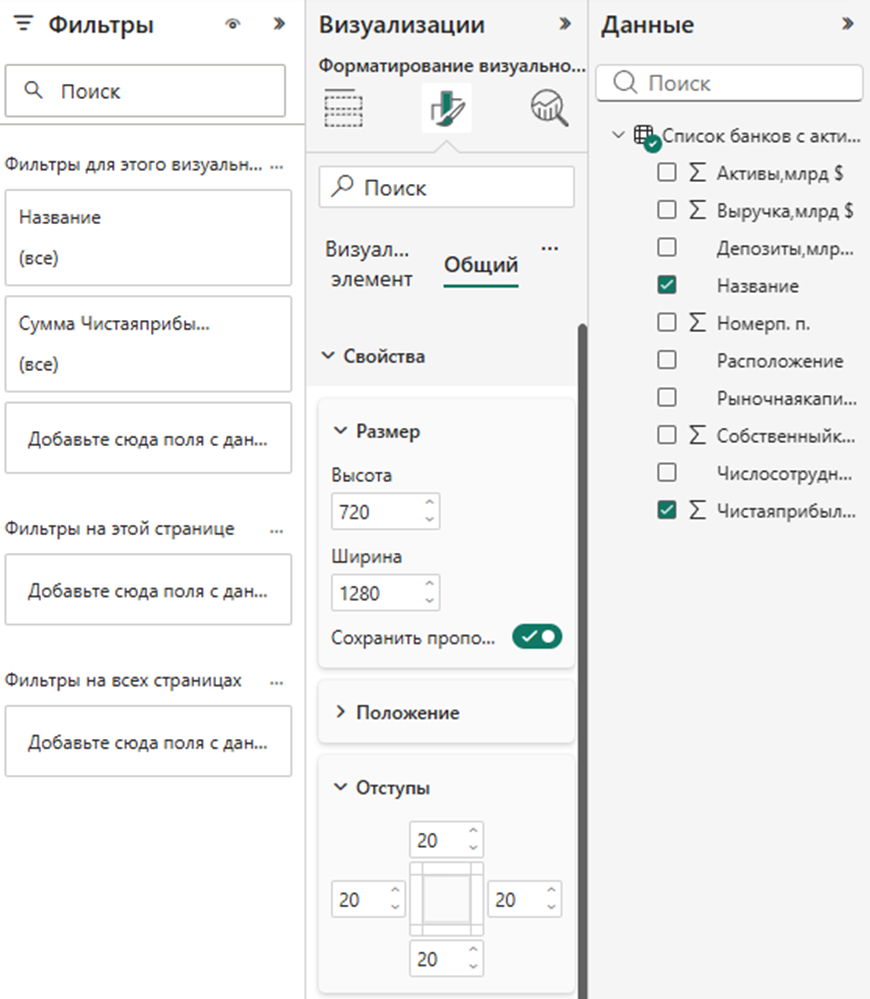 Фильтры
Поиск
Фильтры для этого визуальн... ...
Название
(все)
Сумма Чистаяприбы...
(все)
Добавьте сюда поля с дан...
Фильтры на этой странице ...
Добавьте сюда поля с дан...
Фильтры на всех страницах ...
Добавьте сюда поля с дан...
Визуализации
Форматирование визуально...
Поиск
Визуал...
элемент
Общий
...
Свойства
Размер
Высота
720
Ширина
1280
Сохранить пропо...
Положение
Отступы
20
20
20
20
Данные
Поиск
Список банков с акти...
Активы,млрд $
Выручка,млрд $
Депозиты,млр...
Название
Номерп. п.
Расположение
Рыночнаякапи...
Собственныйк...
Числосотрудн...
Чистаяприбыл...